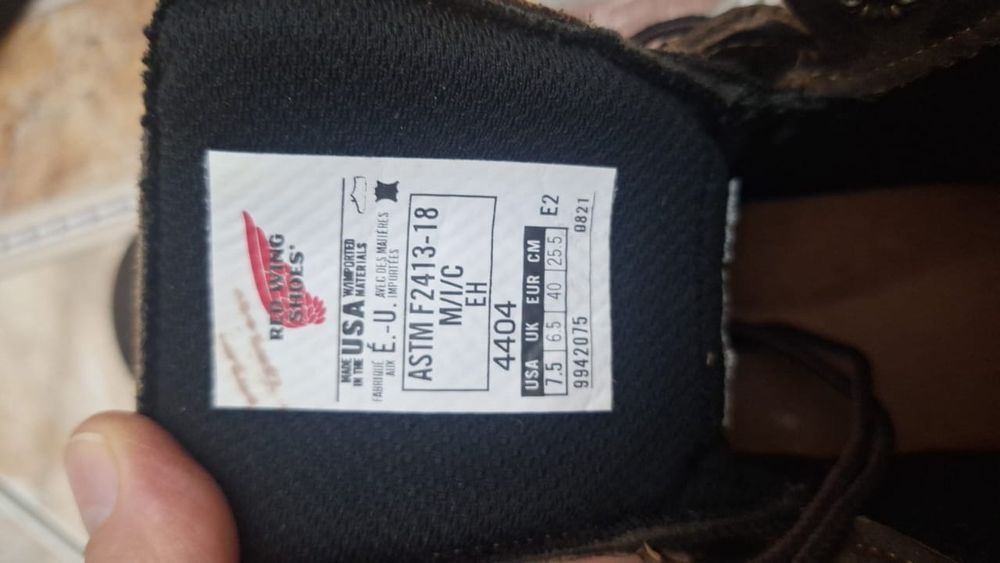 RED WING
SHOES®
MADE IN THE USA W/IMPORTED MATERIALS
FABRIQUÉ AUX É.-U. AVEC DES MATIÈRES IMPORTÉES
ASTM F2413-18
M/I/C
EH
4404
USA UK EUR CM E2
7.5 6.5 40 25.5
9942075 0821